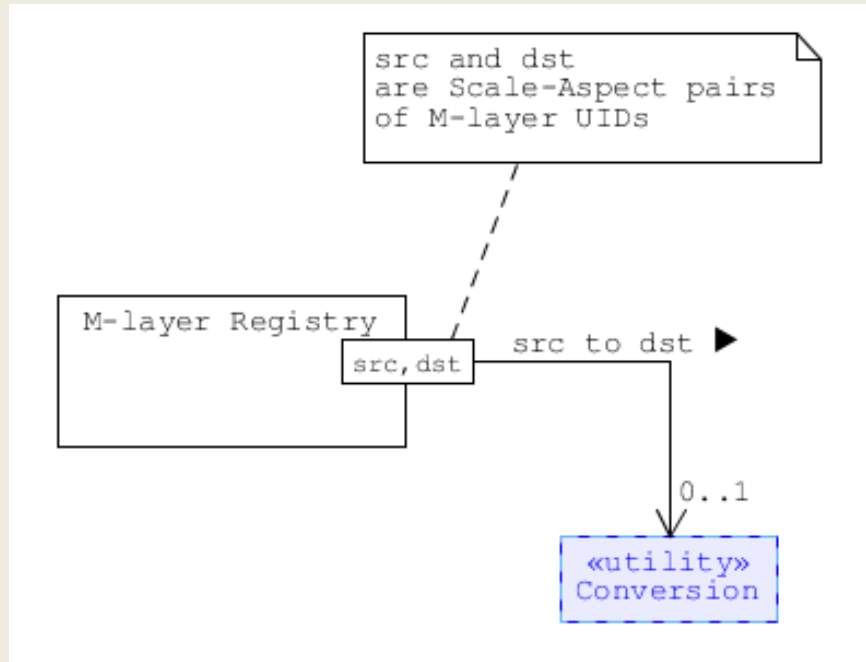 src and dst
are Scale-Aspect pairs
of M-layer UIDs
M-layer Registry
src,dst
src to dst
0..1
«utility»
Conversion